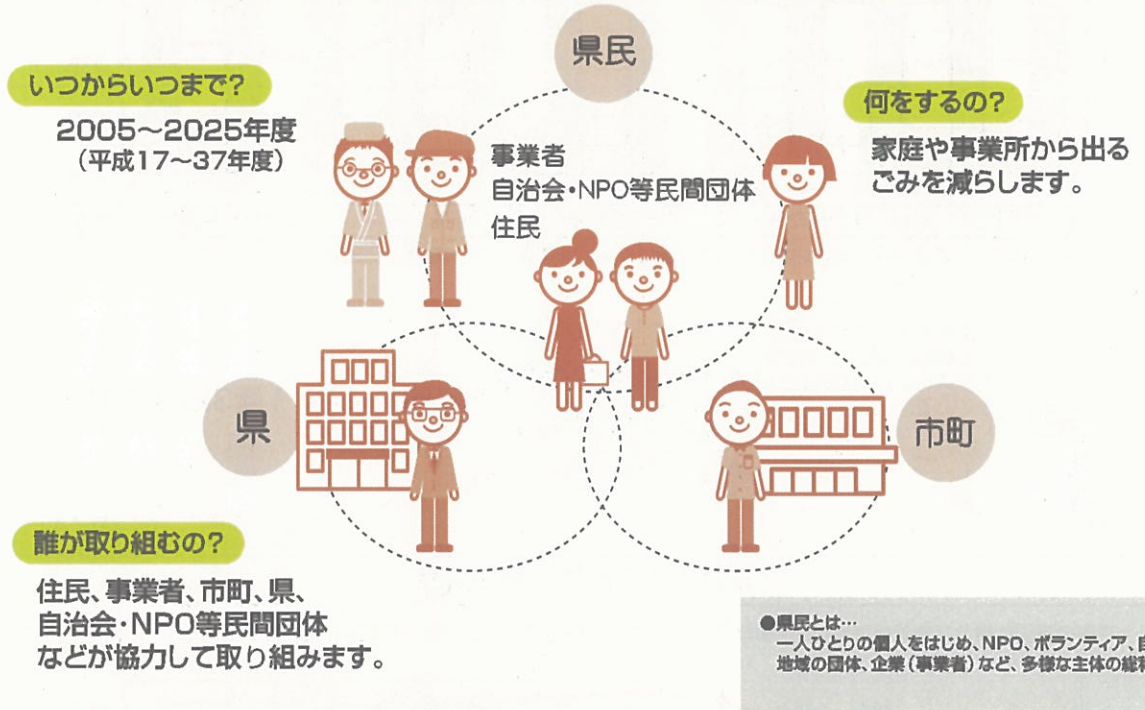 県民
いつからいつまで?
2005~2025年度
(平成17~37年度)
何をするの?
家庭や事業所から出る
ごみを減らします。
事業者
自治会・NPO等民間団体
住民
県
市町
誰が取り組むの?
住民、事業者、市町、県、
自治会・NPO等民間団体
などが協力して取り組みます。
●県民とは…
一人ひとりの個人をはじめ、NPO、ボランティア、
地域の団体、企業(事業者)など、多様な主体の総